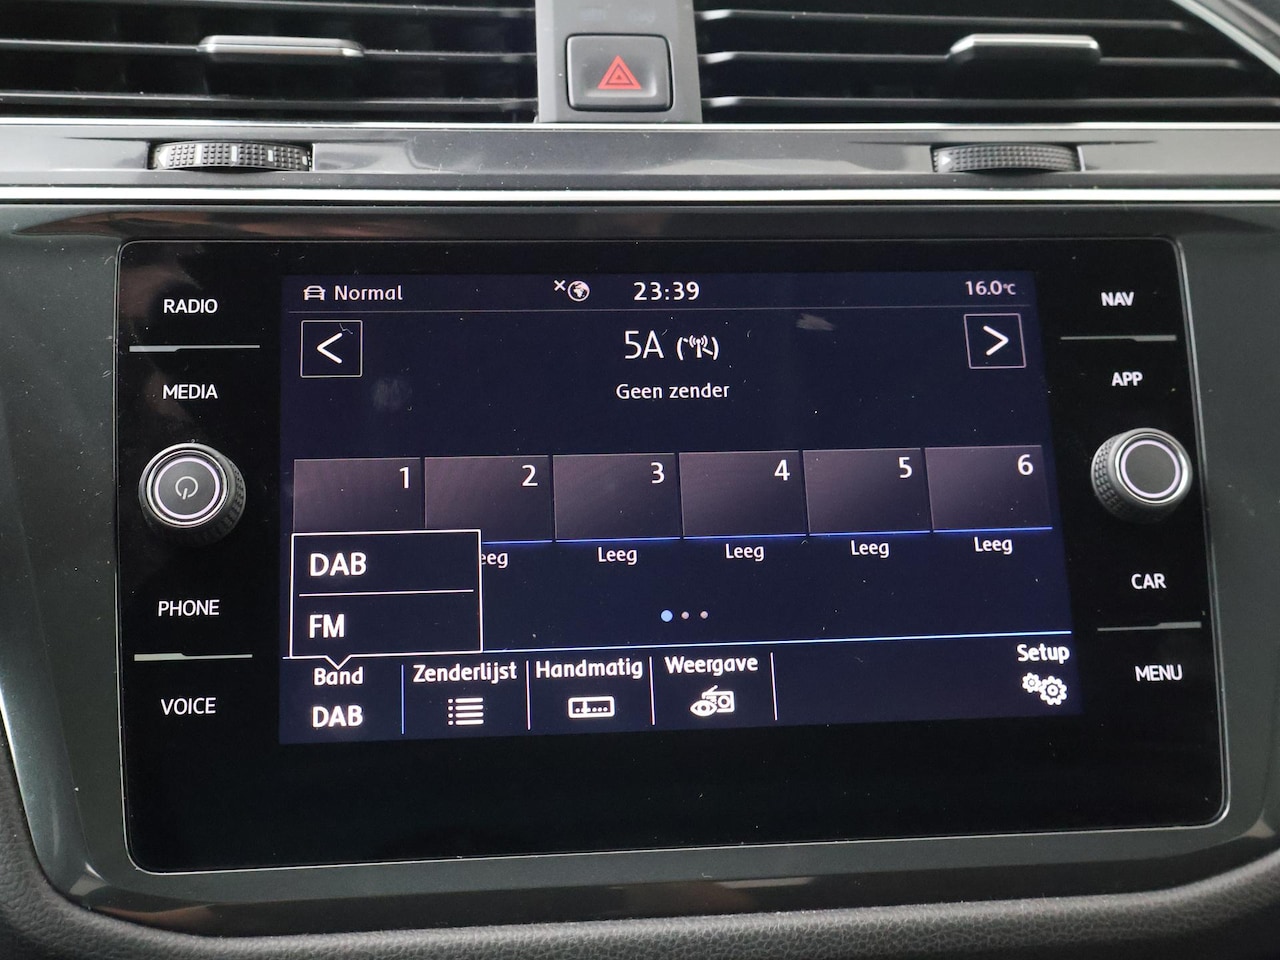 RADIO
MEDIA
PHONE
VOICE
Normal
23:39
16.0°C
<
5A
>
Geen zender
1
2
3
4
5
6
eeg
Leeg
Leeg
Leeg
Leeg
DAB
FM
Band
DAB
Zenderlijst
Handmatig
Weergave
Setup
NAV
APP
CAR
MENU